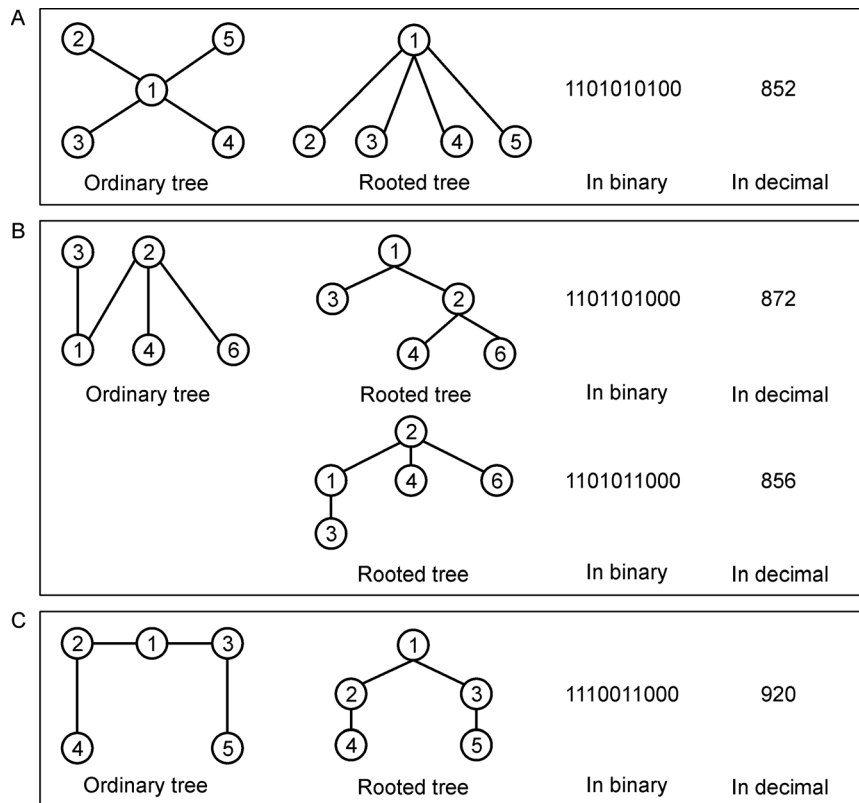 A
2 5 1
1 3 4 2 3 4 5
1101010100 852
Ordinary tree Rooted tree In binary In decimal
B
3 2 1
3 2 1101101000 872
1 4 6 4 6
Ordinary tree Rooted tree In binary In decimal
2
1 4 6 1101011000 856
3
Rooted tree In binary In decimal
C
2 1 3 1
2 3 1110011000 920
4 5 4 5
Ordinary tree Rooted tree In binary In decimal